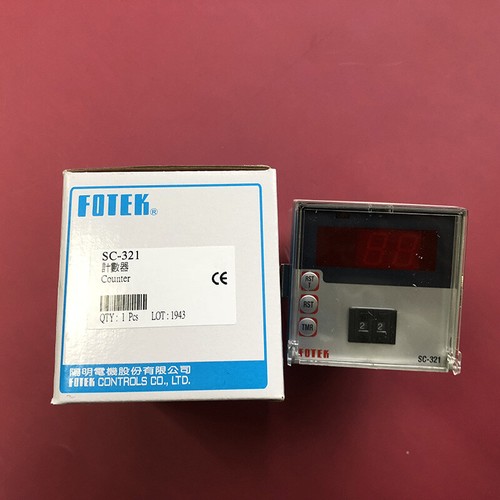 FOTEK®
SC-321
計數器
Counter
QTY : 1 Pcs LOT : 1943
CE
陽明電機股份有限公司
FOTEK CONTROLS CO., LTD.
RST
RST
TMR
2 2
FOTEK
SC-321